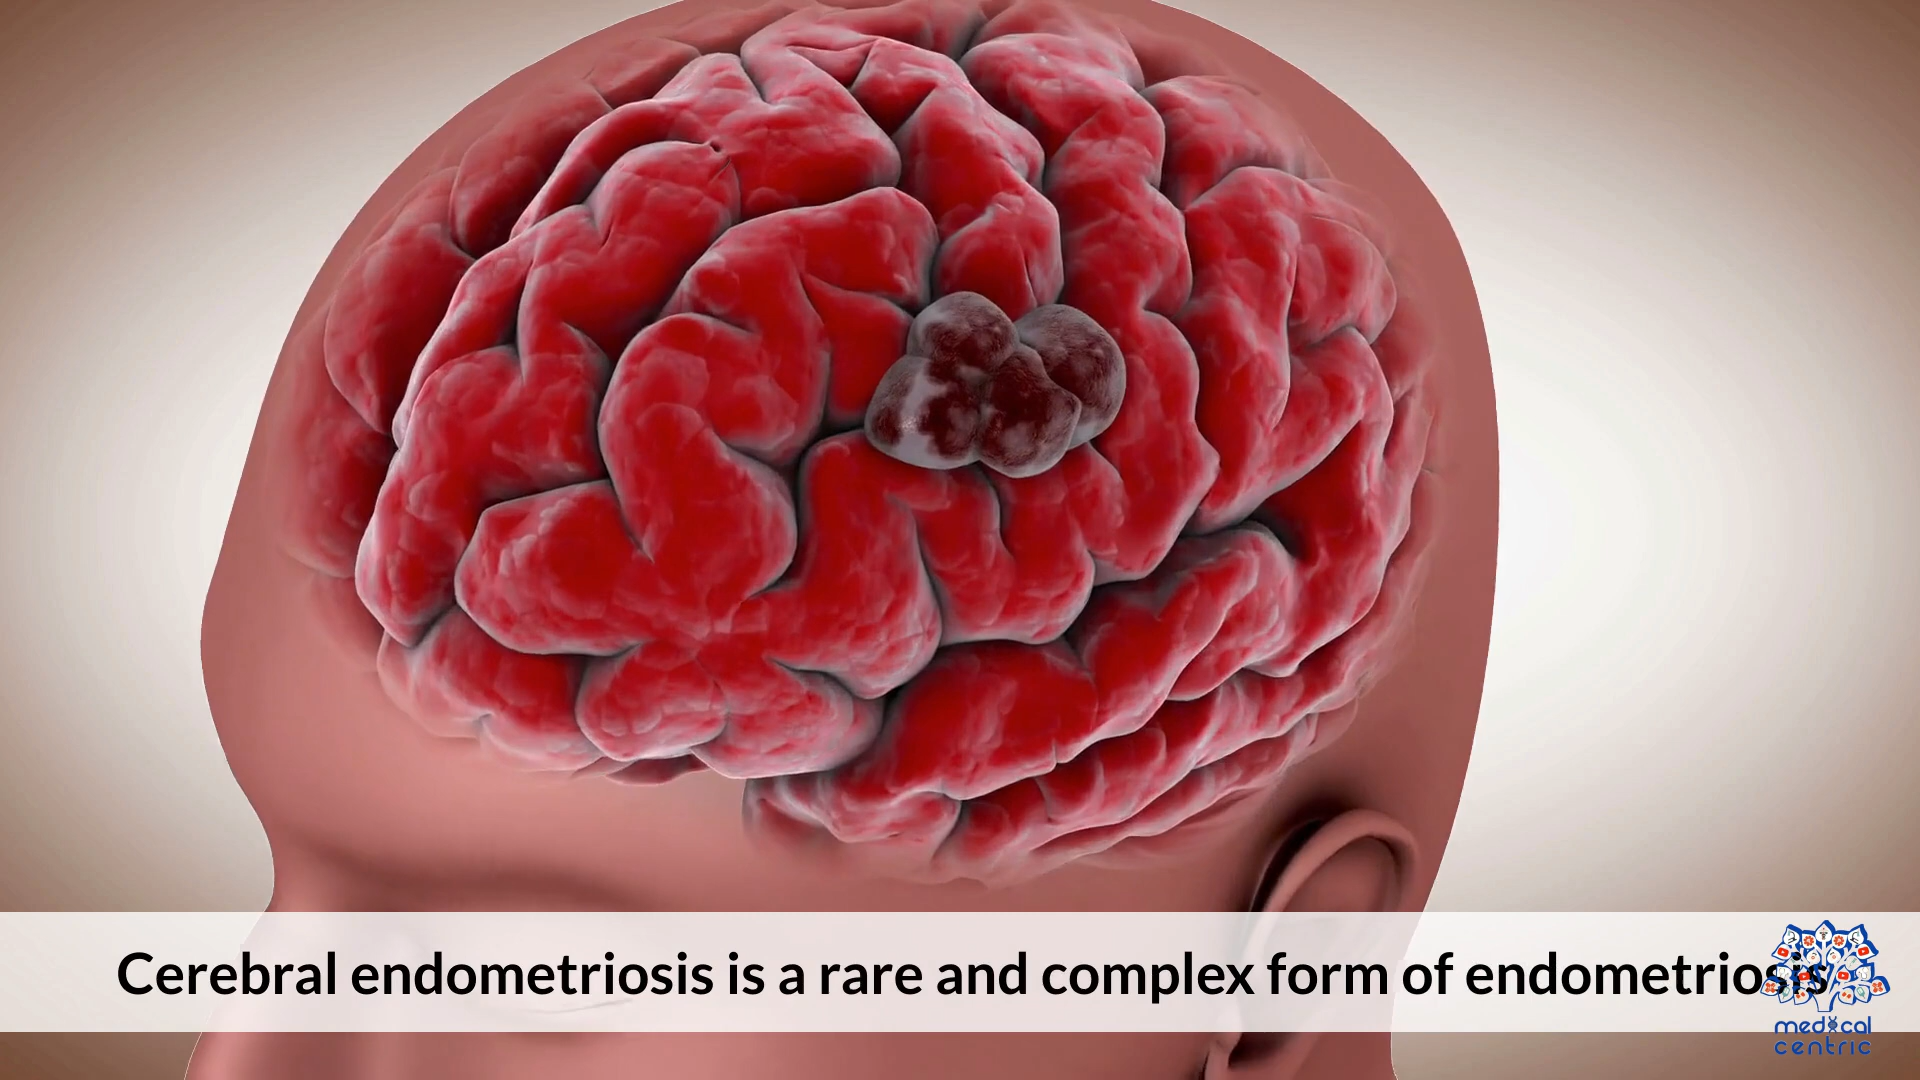 Cerebral endometriosis is a rare and complex form of endometriosis
medical
centric